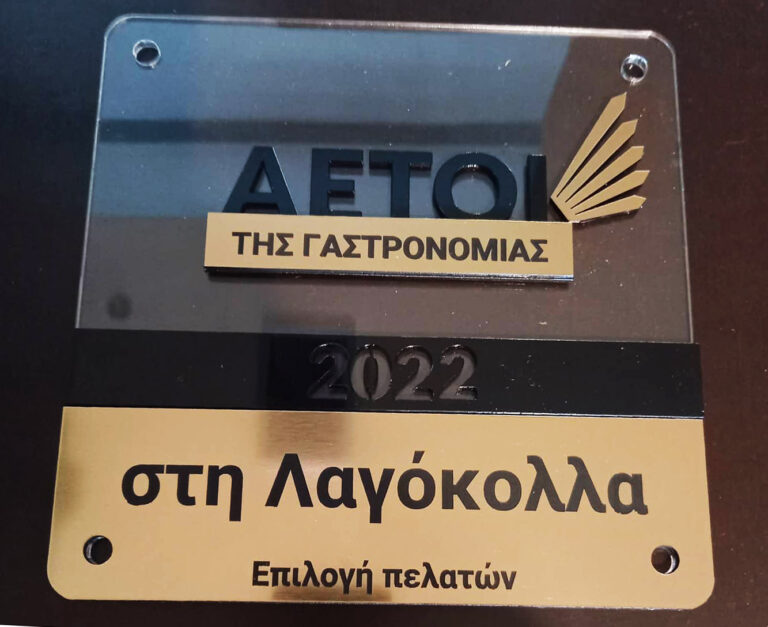 ΑΕΤΟΙ
ΤΗΣ ΓΑΣΤΡΟΝΟΜΙΑΣ
2022
στη Λαγόκολλα
Επιλογή πελατών